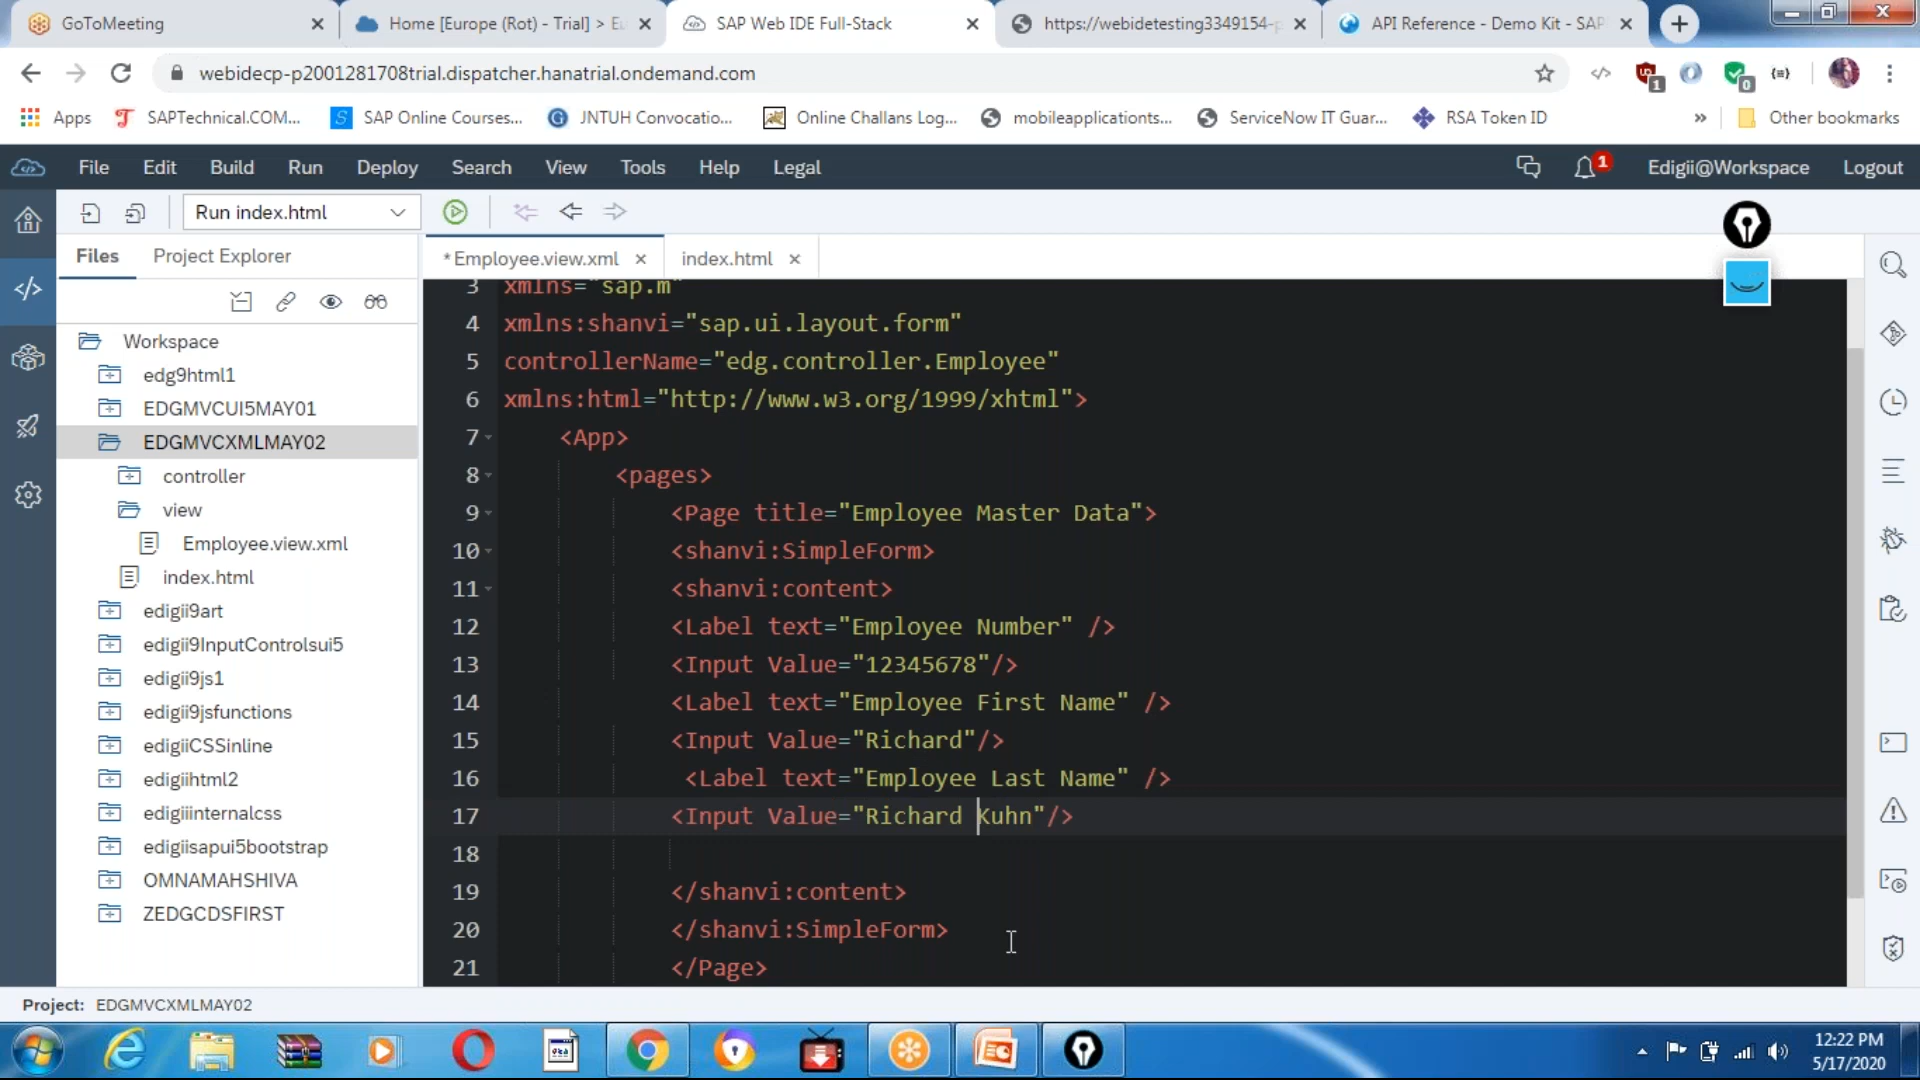 GoToMeeting
Home [Europe (Rot) - Trial] > Eu
SAP Web IDE Full-Stack
https://webidetesting3349154-p
API Reference - Demo Kit - SAP
webidecp-p2001281708trial.dispatcher.hanatrial.ondemand.com
1
0
Apps
SAPTechnical.COM...
SAP Online Courses...
JNTUH Convocatio...
Online Challans Log...
mobileapplicationts...
ServiceNow IT Guar...
RSA Token ID
»
Other bookmarks
File
Edit
Build
Run
Deploy
Search
View
Tools
Help
Legal
1
Edigii@Workspace
Logout
Run index.html
Files
Project Explorer
*Employee.view.xml
index.html
Workspace
edg9html1
EDGMVCUI5MAY01
EDGMVCXMLMAY02
controller
view
Employee.view.xml
index.html
edigii9art
edigii9InputControlsui5
edigii9js1
edigii9jsfunctions
edigiiCSSinline
edigiihtml2
edigiiinternalcss
edigiisapui5bootstrap
OMNAMAHSHIVA
ZEDGCDSFIRST
3 xmlns="sap.m"
4 xmlns:shanvi="sap.ui.layout.form"
5 controllerName="edg.controller.Employee"
6 xmlns:html="http://www.w3.org/1999/xhtml">
7 <App>
8 <pages>
9 <Page title="Employee Master Data">
10 <shanvi:SimpleForm>
11 <shanvi:content>
12 <Label text="Employee Number" />
13 <Input Value="12345678"/>
14 <Label text="Employee First Name" />
15 <Input Value="Richard"/>
16 <Label text="Employee Last Name" />
17 <Input Value="Richard Kuhn"/>
18
19 </shanvi:content>
20 </shanvi:SimpleForm>
21 </Page>
Project: EDGMVCXMLMAY02
12:22 PM
5/17/2020